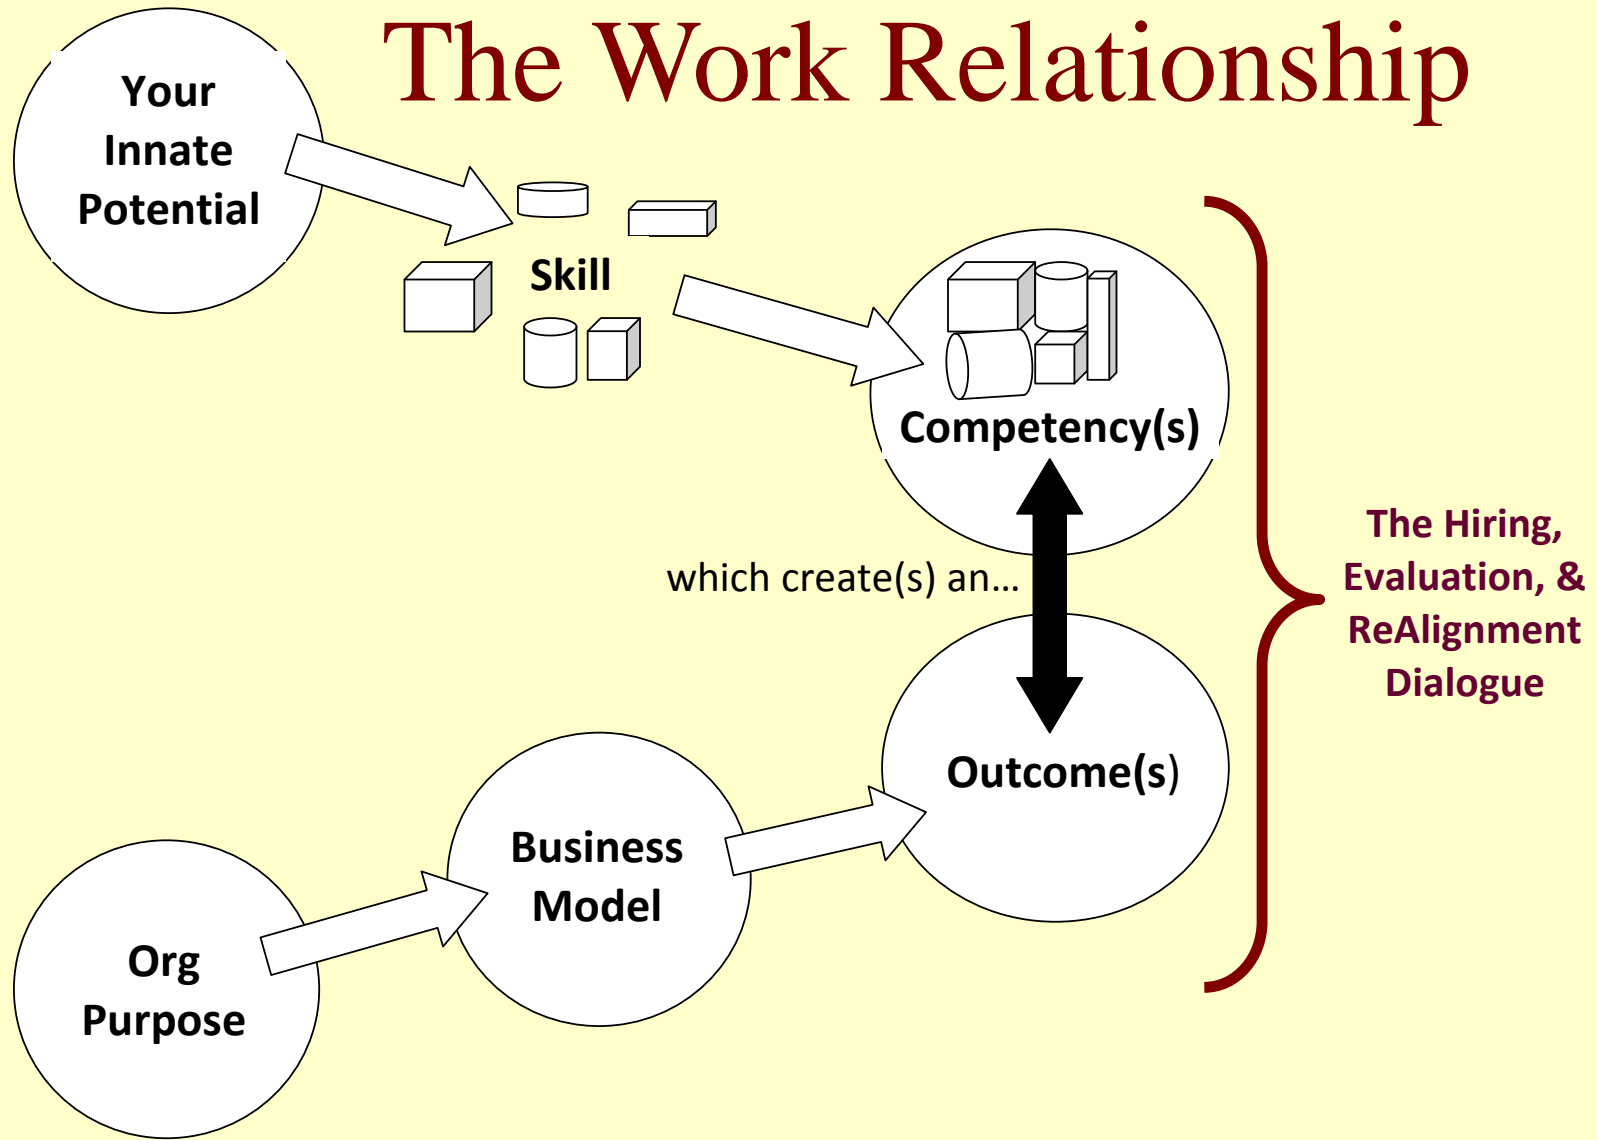 The Work Relationship
Your
Innate
Potential
Skill
Competency(s)
which create(s) an…
The Hiring,
Evaluation, &
ReAlignment
Dialogue
Outcome(s)
Business
Model
Org
Purpose